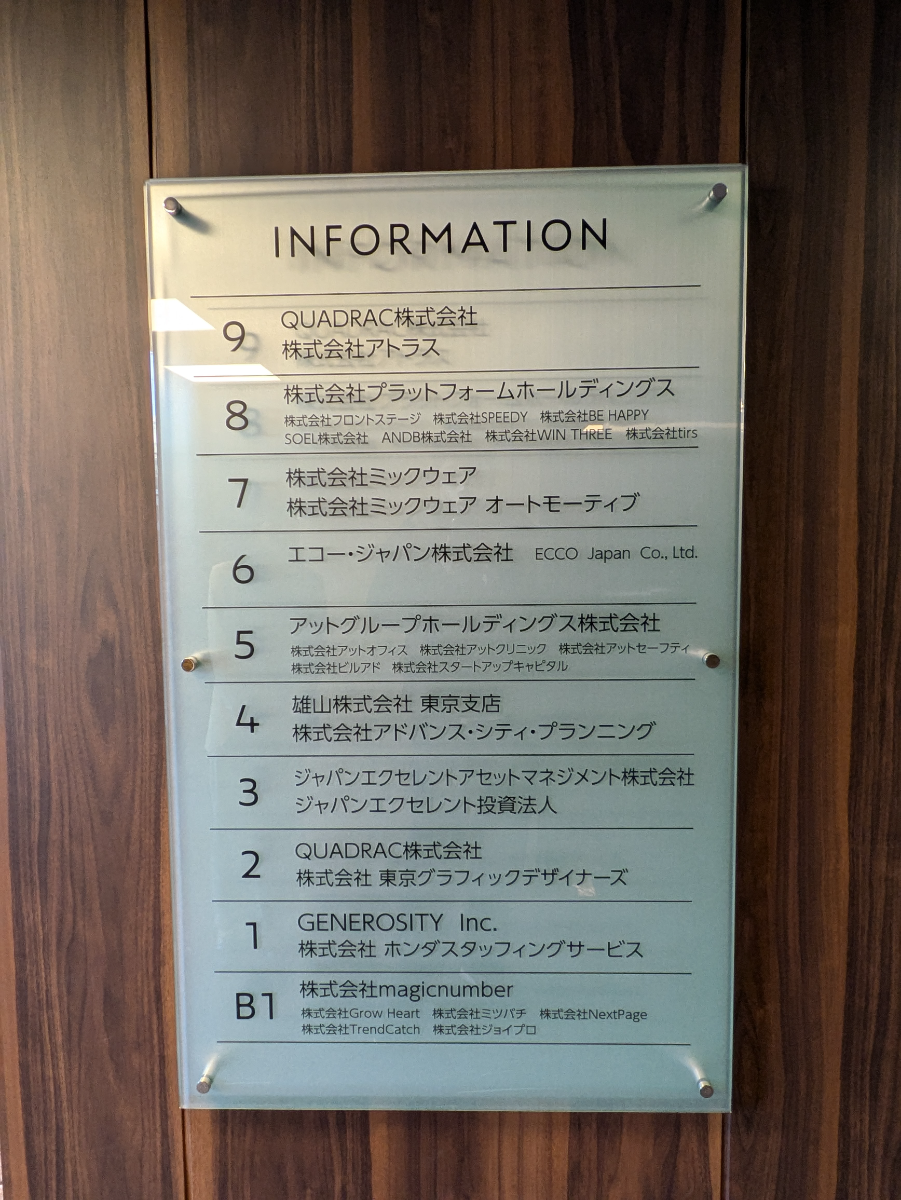 INFORMATION
9
QUADRAC株式会社
株式会社アトラス
8
株式会社プラットフォームホールディングス
株式会社フロントステージ 株式会社SPEEDY 株式会社BE HAPPY
SOEL株式会社 ANDB株式会社 株式会社WIN THREE 株式会社tirs
7
株式会社ミックウェア
株式会社ミックウェア オートモーティブ
6
エコー・ジャパン株式会社 ECCO Japan Co., Ltd.
5
アットグループホールディングス株式会社
株式会社アットオフィス 株式会社アットクリニック 株式会社アットセーフティ
株式会社ビルアド 株式会社スタートアップキャピタル
4
雄山株式会社 東京支店
株式会社アドバンス・シティ・プランニング
3
ジャパンエクセレントアセットマネジメント株式会社
ジャパンエクセレント投資法人
2
QUADRAC株式会社
株式会社 東京グラフィックデザイナーズ
1
GENEROSITY Inc.
株式会社 ホンダスタッフィングサービス
B1
株式会社magicnumber
株式会社Grow Heart 株式会社ミツバチ 株式会社NextPage
株式会社TrendCatch 株式会社ジョイプロ